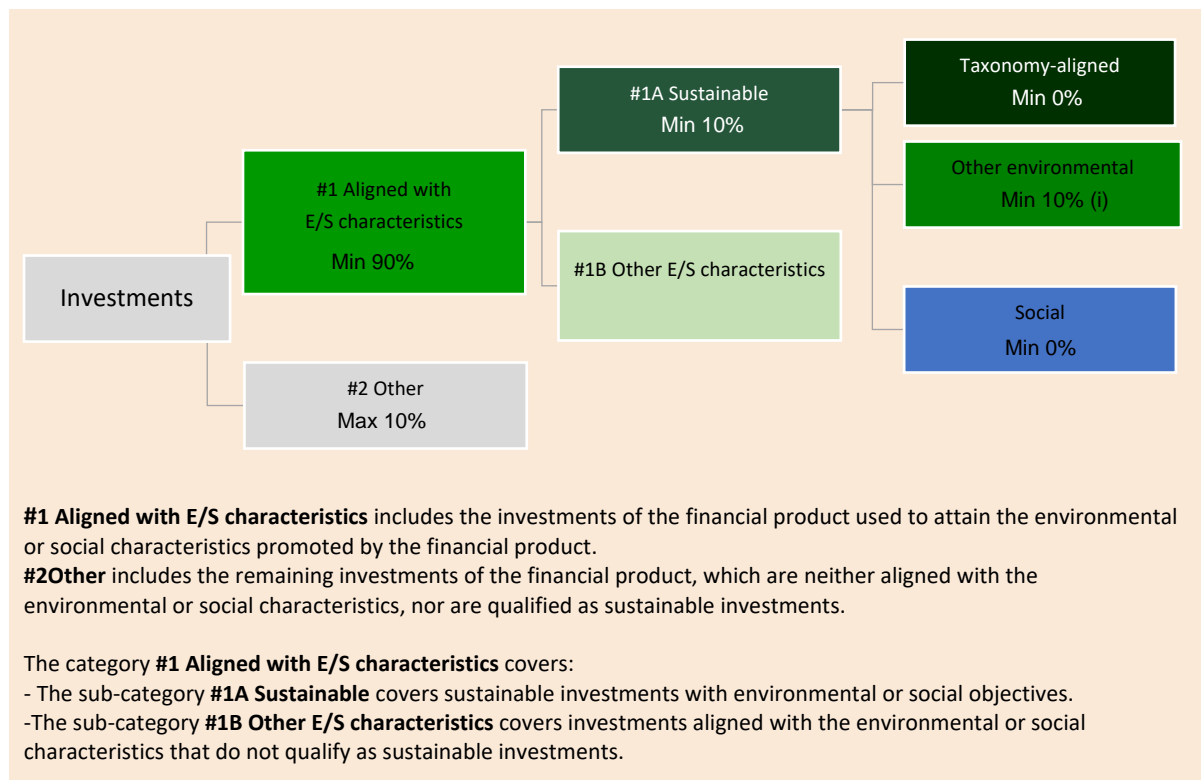 Taxonomy-aligned
Min 0%
#1A Sustainable
Min 10%
Other environmental
Min 10% (i)
#1 Aligned with
E/S characteristics
Min 90%
#1B Other E/S characteristics
Investments
Social
Min 0%
#2 Other
Max 10%
#1 Aligned with E/S characteristics includes the investments of the financial product used to attain the environmental
or social characteristics promoted by the financial product.
#2Other includes the remaining investments of the financial product, which are neither aligned with the
environmental or social characteristics, nor are qualified as sustainable investments.
The category #1 Aligned with E/S characteristics covers:
- The sub-category #1A Sustainable covers sustainable investments with environmental or social objectives.
-The sub-category #1B Other E/S characteristics covers investments aligned with the environmental or social
characteristics that do not qualify as sustainable investments.